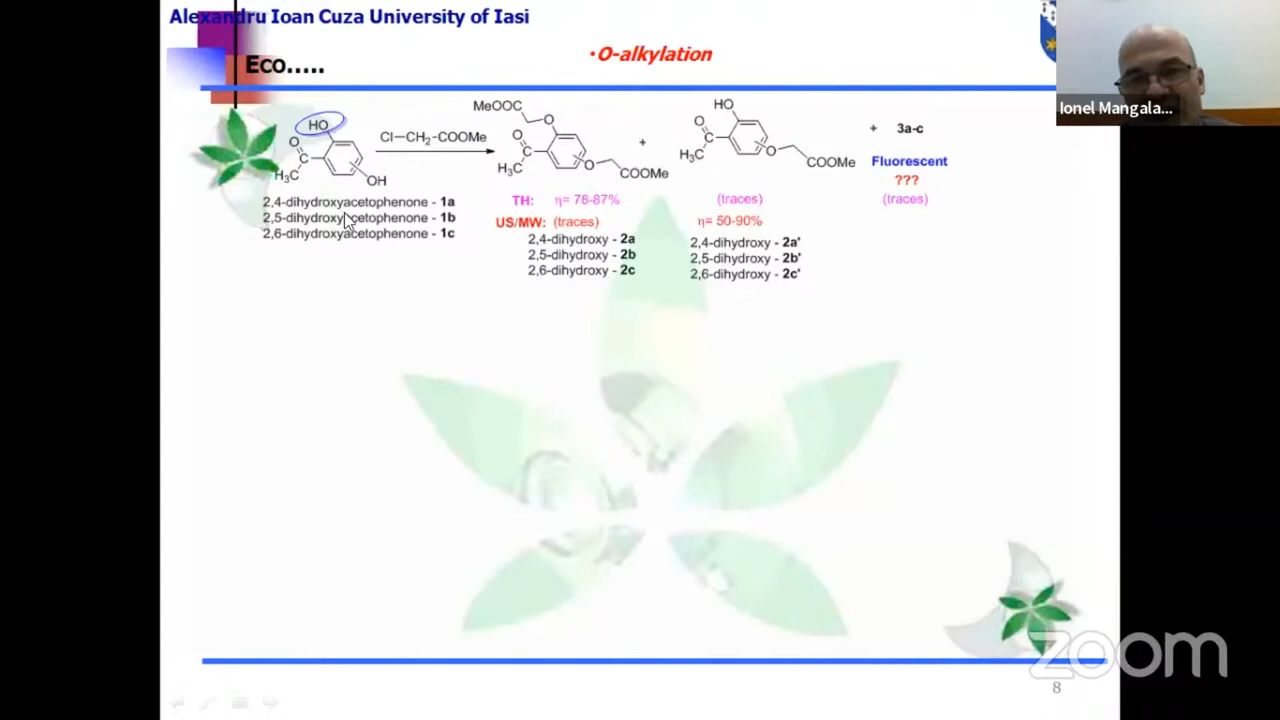 Alexandru Ioan Cuza University of Iasi
Eco.....
•O-alkylation
Ionel Mangala...
HO
O
H₃C
OH
Cl—CH₂-COOMe
MeOOC
O
O
H₃C
O
COOMe
+
HO
O
H₃C
O
COOMe
+ 3a-c
Fluorescent
???
(traces)
2,4-dihydroxyacetophenone - 1a
2,5-dihydroxyacetophenone - 1b
2,6-dihydroxyacetophenone - 1c
TH: η= 78-87%
US/MW: (traces)
2,4-dihydroxy - 2a
2,5-dihydroxy - 2b
2,6-dihydroxy - 2c
(traces)
η= 50-90%
2,4-dihydroxy - 2a'
2,5-dihydroxy - 2b'
2,6-dihydroxy - 2c'
zoom
8